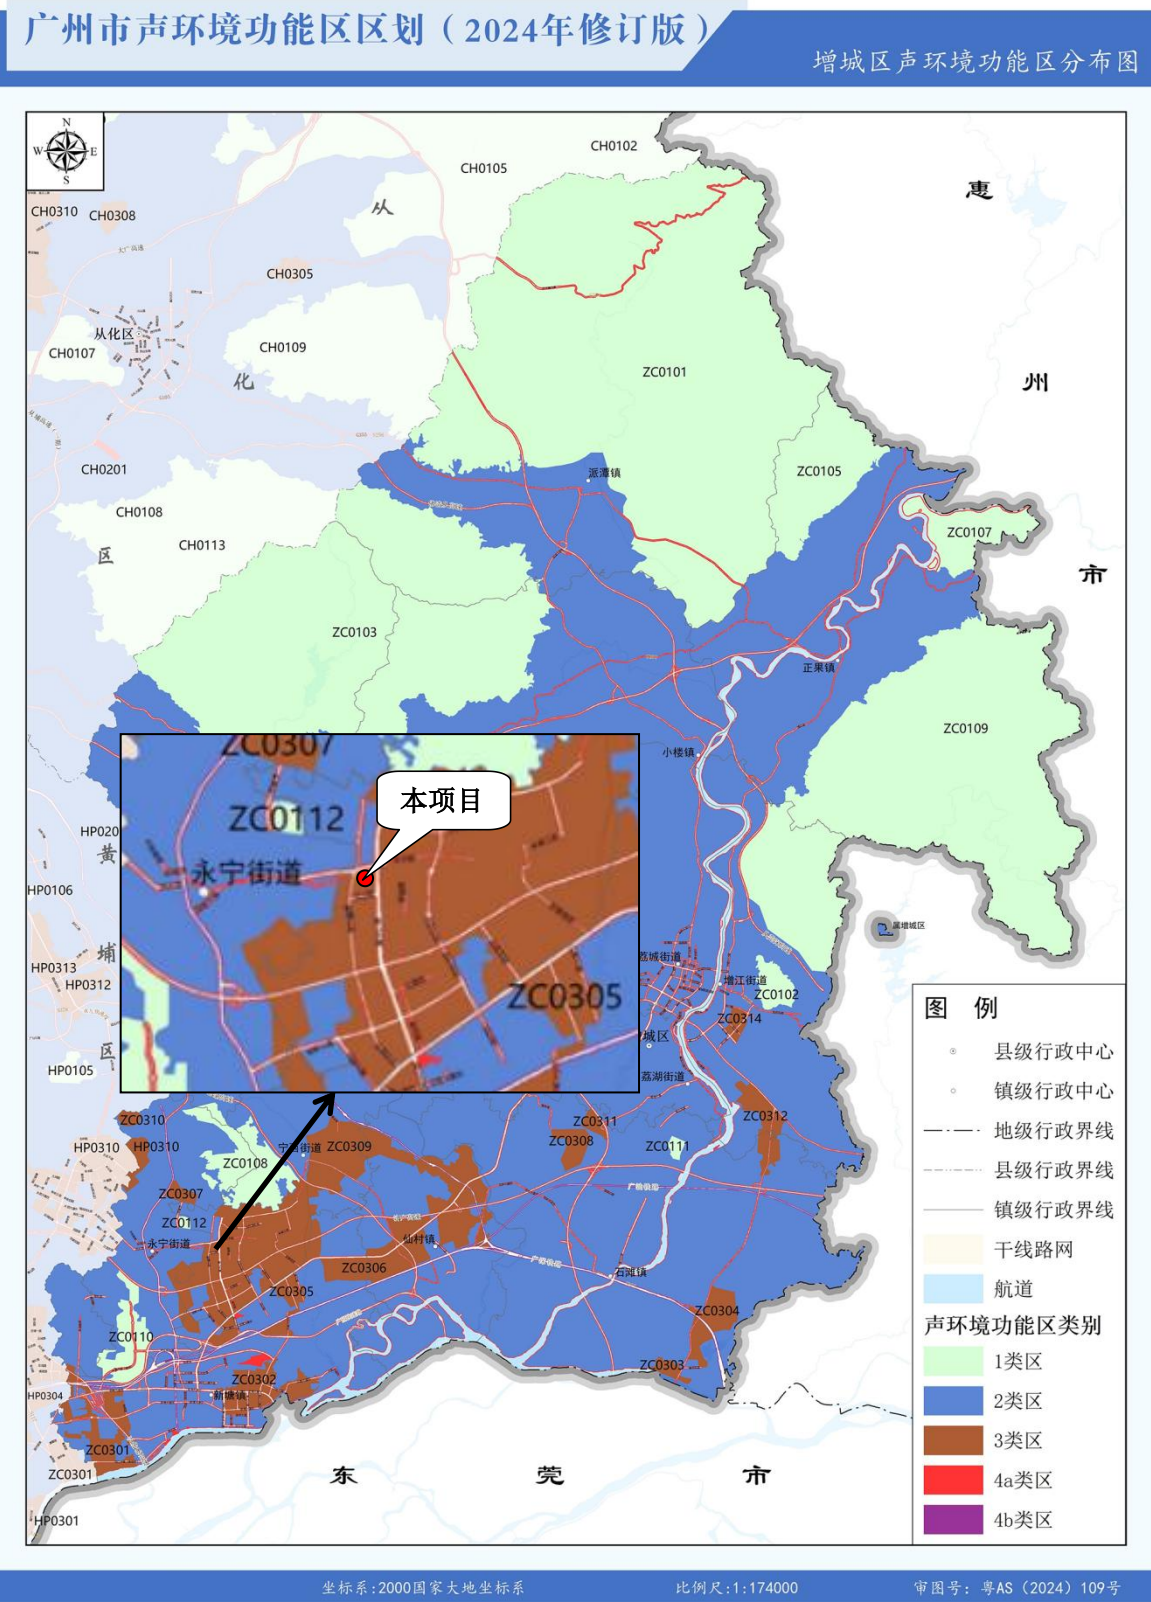 广州市声环境功能区区划（2024年修订版）
增城区声环境功能区分布图
N
W
E
S
CH0102
CH0105
从
惠
CH0310
CH0308
CH0305
从化区
CH0107
CH0109
化
州
ZC0101
CH0201
派潭镇
ZC0105
CH0108
CH0113
区
ZC0107
市
ZC0103
正果镇
ZC0109
小楼镇
ZC0307
本项目
ZC0112
永宁街道
ZC0305
HP020
黄
HP0106
埔
HP0313
HP0312
区
HP0105
属增城区
荔城街道
增江街道
ZC0102
ZC0314
城区
荔湖街道
ZC0310
HP0310
HP0310
宁西街道
ZC0309
ZC0311
ZC0308
ZC0111
ZC0312
ZC0108
ZC0307
ZC0112
永宁街道
仙村镇
ZC0306
ZC0305
石滩镇
ZC0304
ZC0110
ZC0303
ZC0302
新塘镇
HP0304
ZC0301
ZC0301
HP0301
东
莞
市
图 例
县级行政中心
镇级行政中心
地级行政界线
县级行政界线
镇级行政界线
干线路网
航道
声环境功能区类别
1类区
2类区
3类区
4a类区
4b类区
坐标系:2000国家大地坐标系
比例尺:1:174000
审图号: 粤AS（2024）109号